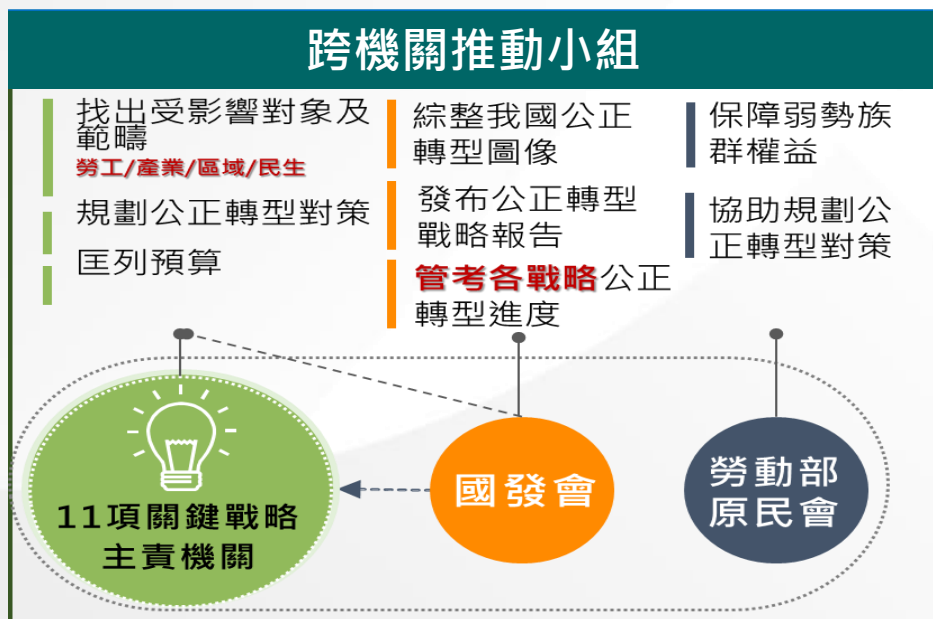 跨機關推動小組
找出受影響對象及
範疇
勞工/產業/區域/民生
規劃公正轉型對策
匡列預算
綜整我國公正
轉型圖像
發布公正轉型
戰略報告
管考各戰略公正
轉型進度
保障弱勢族
群權益
協助規劃公
正轉型對策
11項關鍵戰略
主責機關
國發會
勞動部
原民會